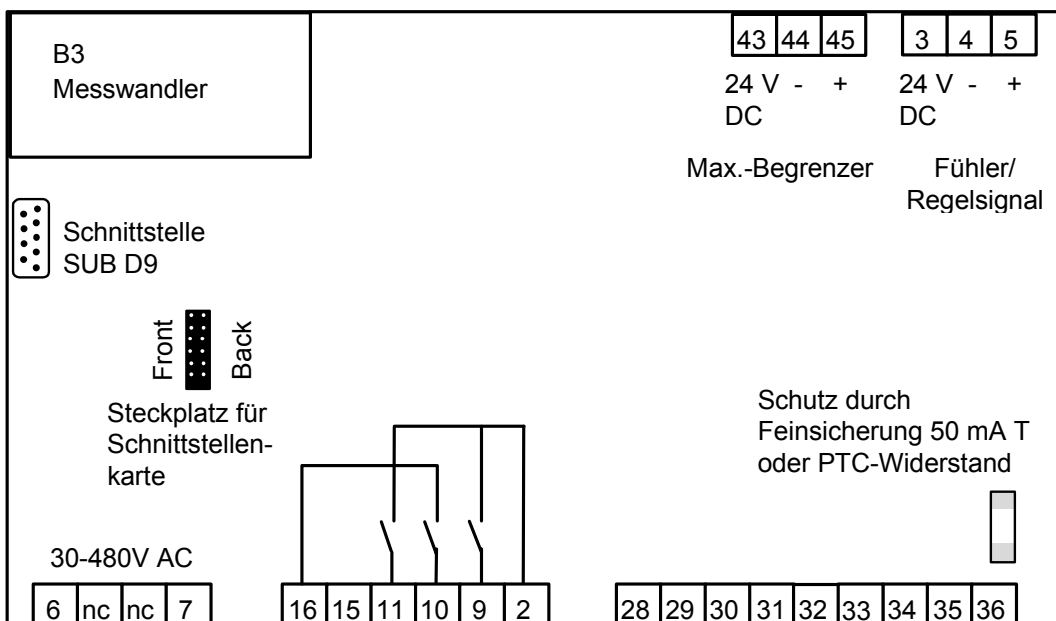 B3
Messwandler
43 44 45
3 4 5
24 V - +
DC
24 V - +
DC
Max.-Begrenzer
Fühler/
Regelsignal
Schnittstelle
SUB D9
Front
Back
Steckplatz für
Schnittstellen-
karte
Schutz durch
Feinsicherung 50 mA T
oder PTC-Widerstand
30-480V AC
6 nc nc 7
16 15 11 10 9 2
28 29 30 31 32 33 34 35 36